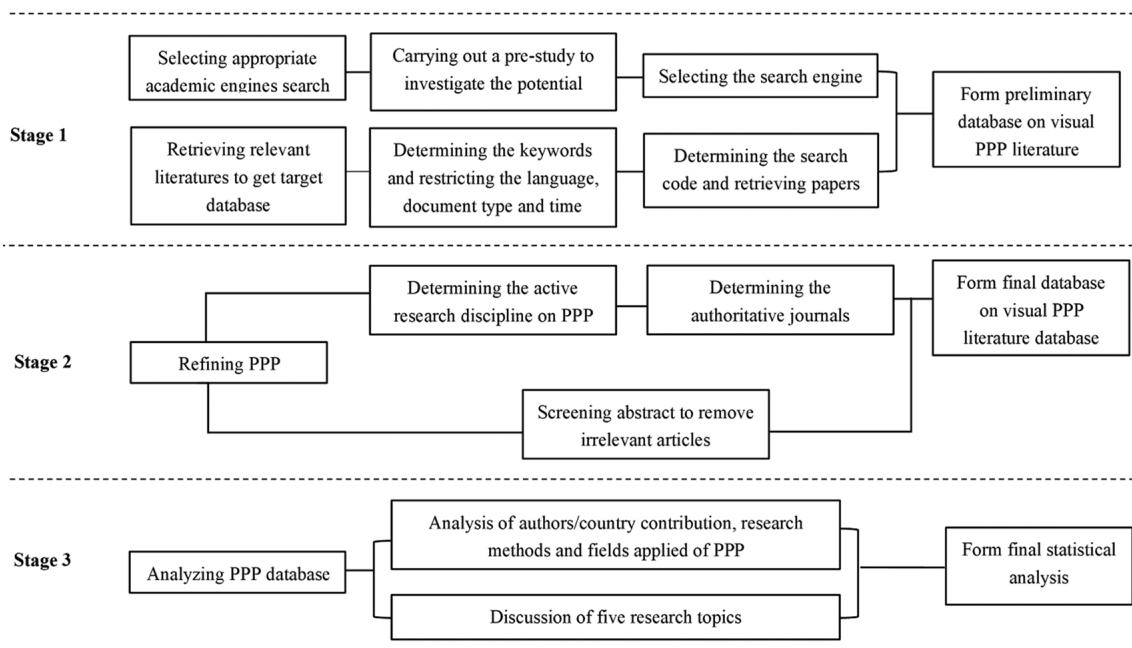 Stage 1
Selecting appropriate
academic engines search
Carrying out a pre-study to
investigate the potential
Selecting the search engine
Retrieving relevant
literatures to get target
database
Determining the keywords
and restricting the language,
document type and time
Determining the search
code and retrieving papers
Form preliminary
database on visual
PPP literature
Stage 2
Refining PPP
Determining the active
research discipline on PPP
Determining the
authoritative journals
Screening abstract to remove
irrelevant articles
Form final database
on visual PPP
literature database
Stage 3
Analyzing PPP database
Analysis of authors/country contribution, research
methods and fields applied of PPP
Discussion of five research topics
Form final statistical
analysis